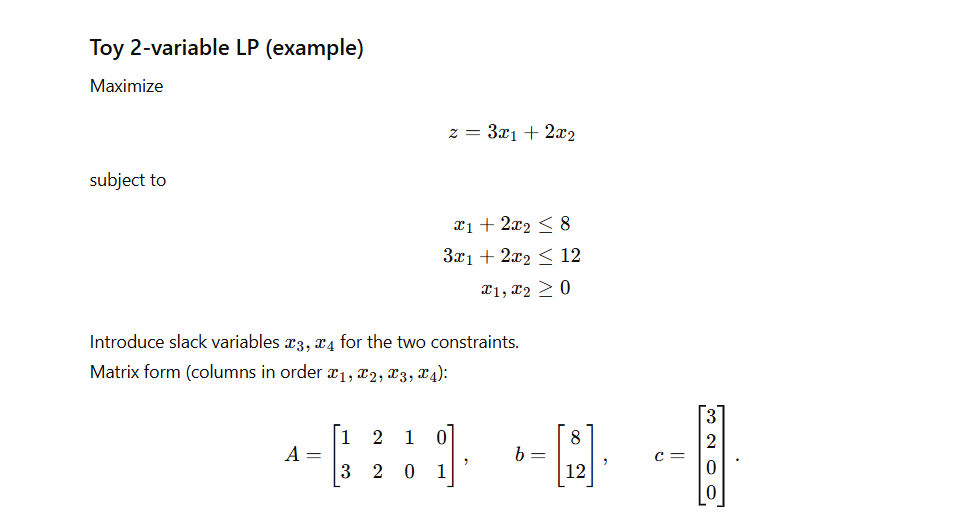 Toy 2-variable LP (example)
Maximize
z = 3x₁ + 2x₂
subject to
x₁ + 2x₂ ≤ 8
3x₁ + 2x₂ ≤ 12
x₁, x₂ ≥ 0
Introduce slack variables x₃, x₄ for the two constraints.
Matrix form (columns in order x₁, x₂, x₃, x₄):
A = [1 2 1 0; 3 2 0 1], b = [8; 12], c = [3; 2; 0; 0].